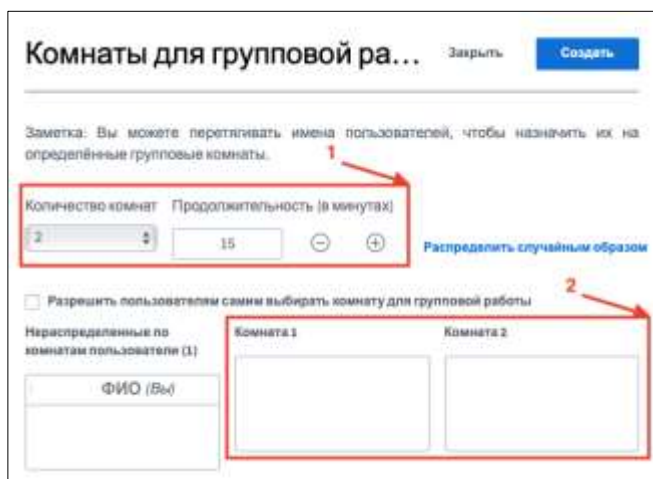 Комнаты для групповой ра...
Закрыть
Создать
Заметка: Вы можете перетягивать имена пользователей, чтобы назначить их на
определённые групповые комнаты.
1
Количество комнат Продолжительность (в минутах)
2 15
Распределить случайным образом
Разрешить пользователям самим выбирать комнату для групповой работы
2
Нераспределенные по
комнатам пользователи (1)
Комната 1
Комната 2
ФИО (Вы)